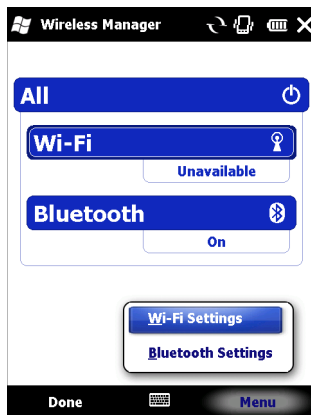 Wireless Manager
All
Wi-Fi
Unavailable
Bluetooth
On
Wi-Fi Settings
Bluetooth Settings
Done
Menu